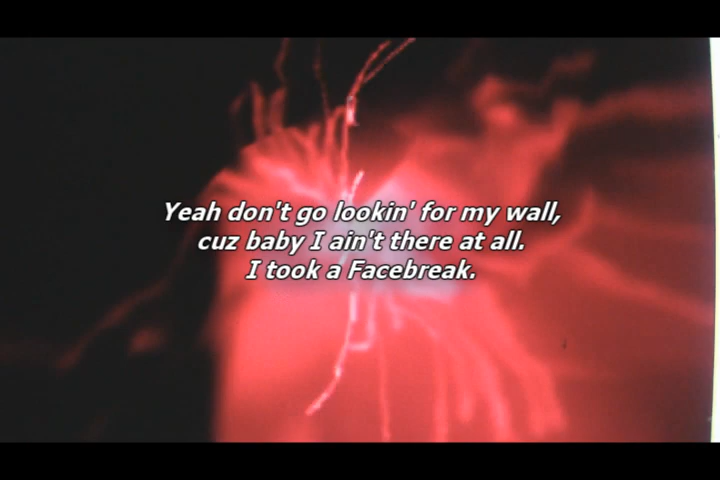 Yeah don't go lookin' for my wall,
cuz baby I ain't there at all.
I took a Facebreak.